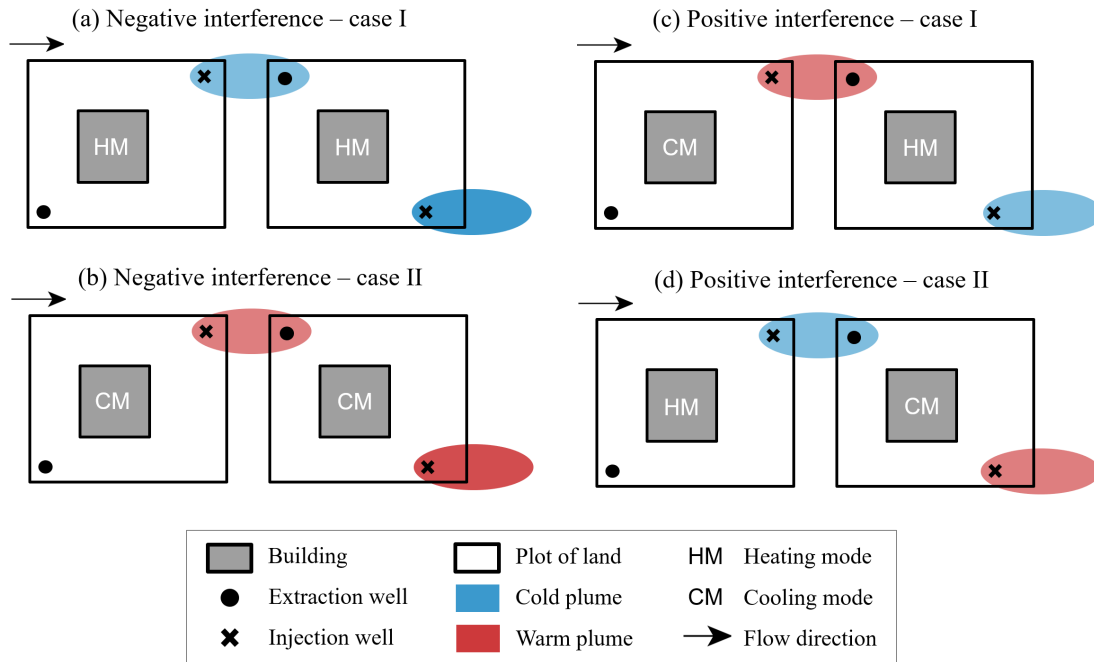 (a) Negative interference – case I
HM
HM
(b) Negative interference – case II
CM
CM
(c) Positive interference – case I
CM
HM
(d) Positive interference – case II
HM
CM
Building
Plot of land
HM Heating mode
Extraction well
Cold plume
CM Cooling mode
Injection well
Warm plume
Flow direction